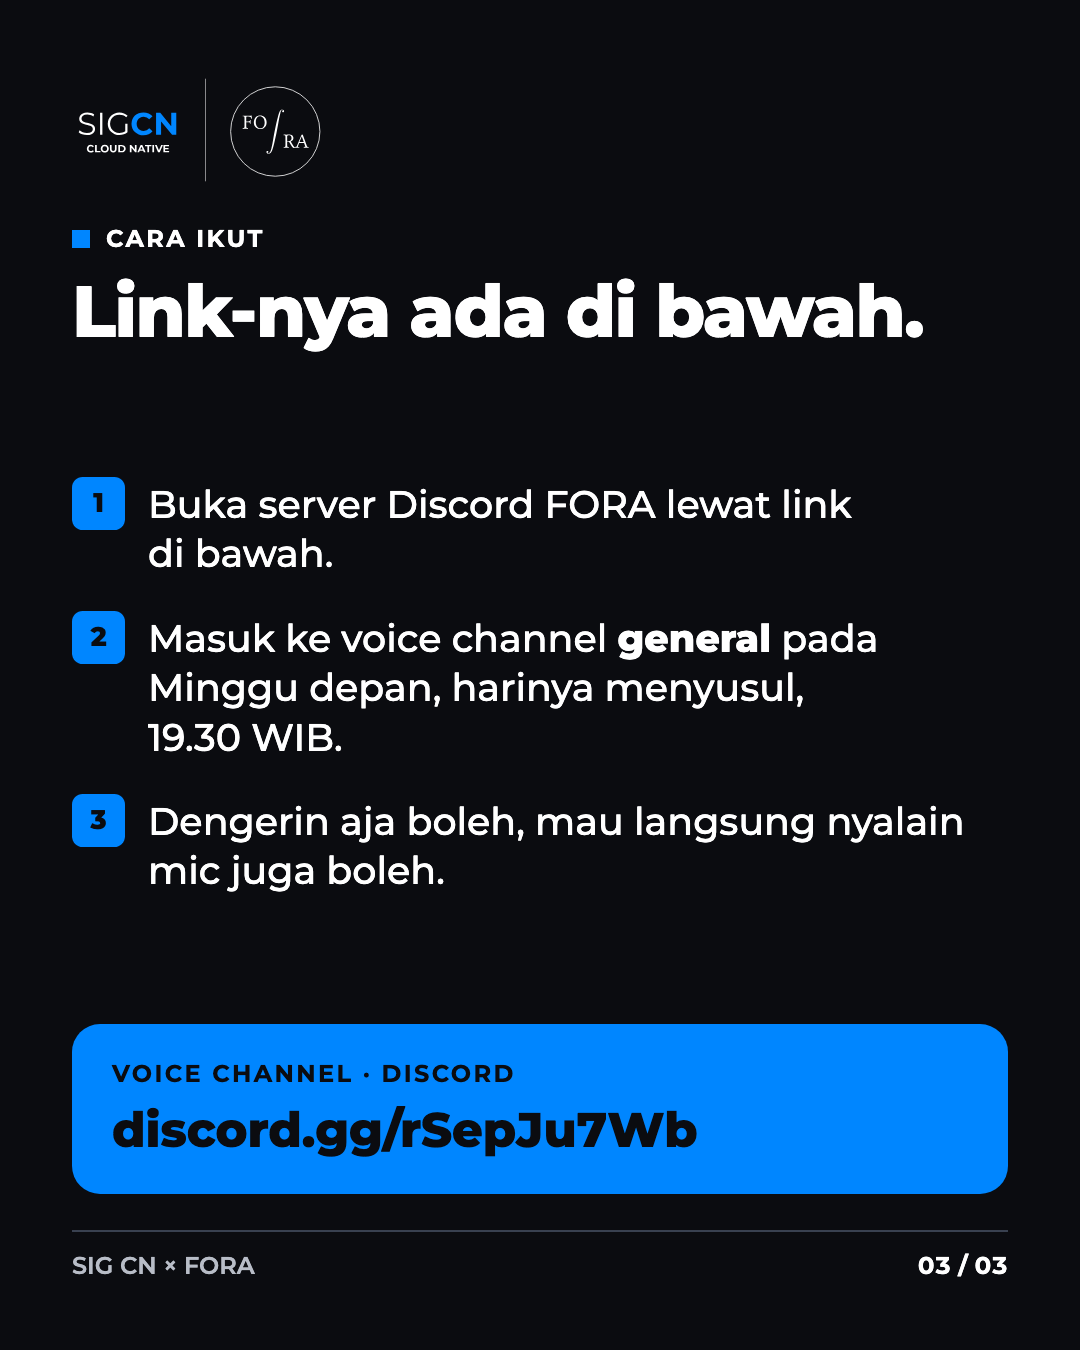 SIGCN
CLOUD NATIVE
FO
RA
CARA IKUT
Link-nya ada di bawah.
1
Buka server Discord FORA lewat link
di bawah.
2
Masuk ke voice channel general pada
Minggu depan, harinya menyusul,
19.30 WIB.
3
Dengerin aja boleh, mau langsung nyalain
mic juga boleh.
VOICE CHANNEL · DISCORD
discord.gg/rSepJu7Wb
SIG CN × FORA
03 / 03